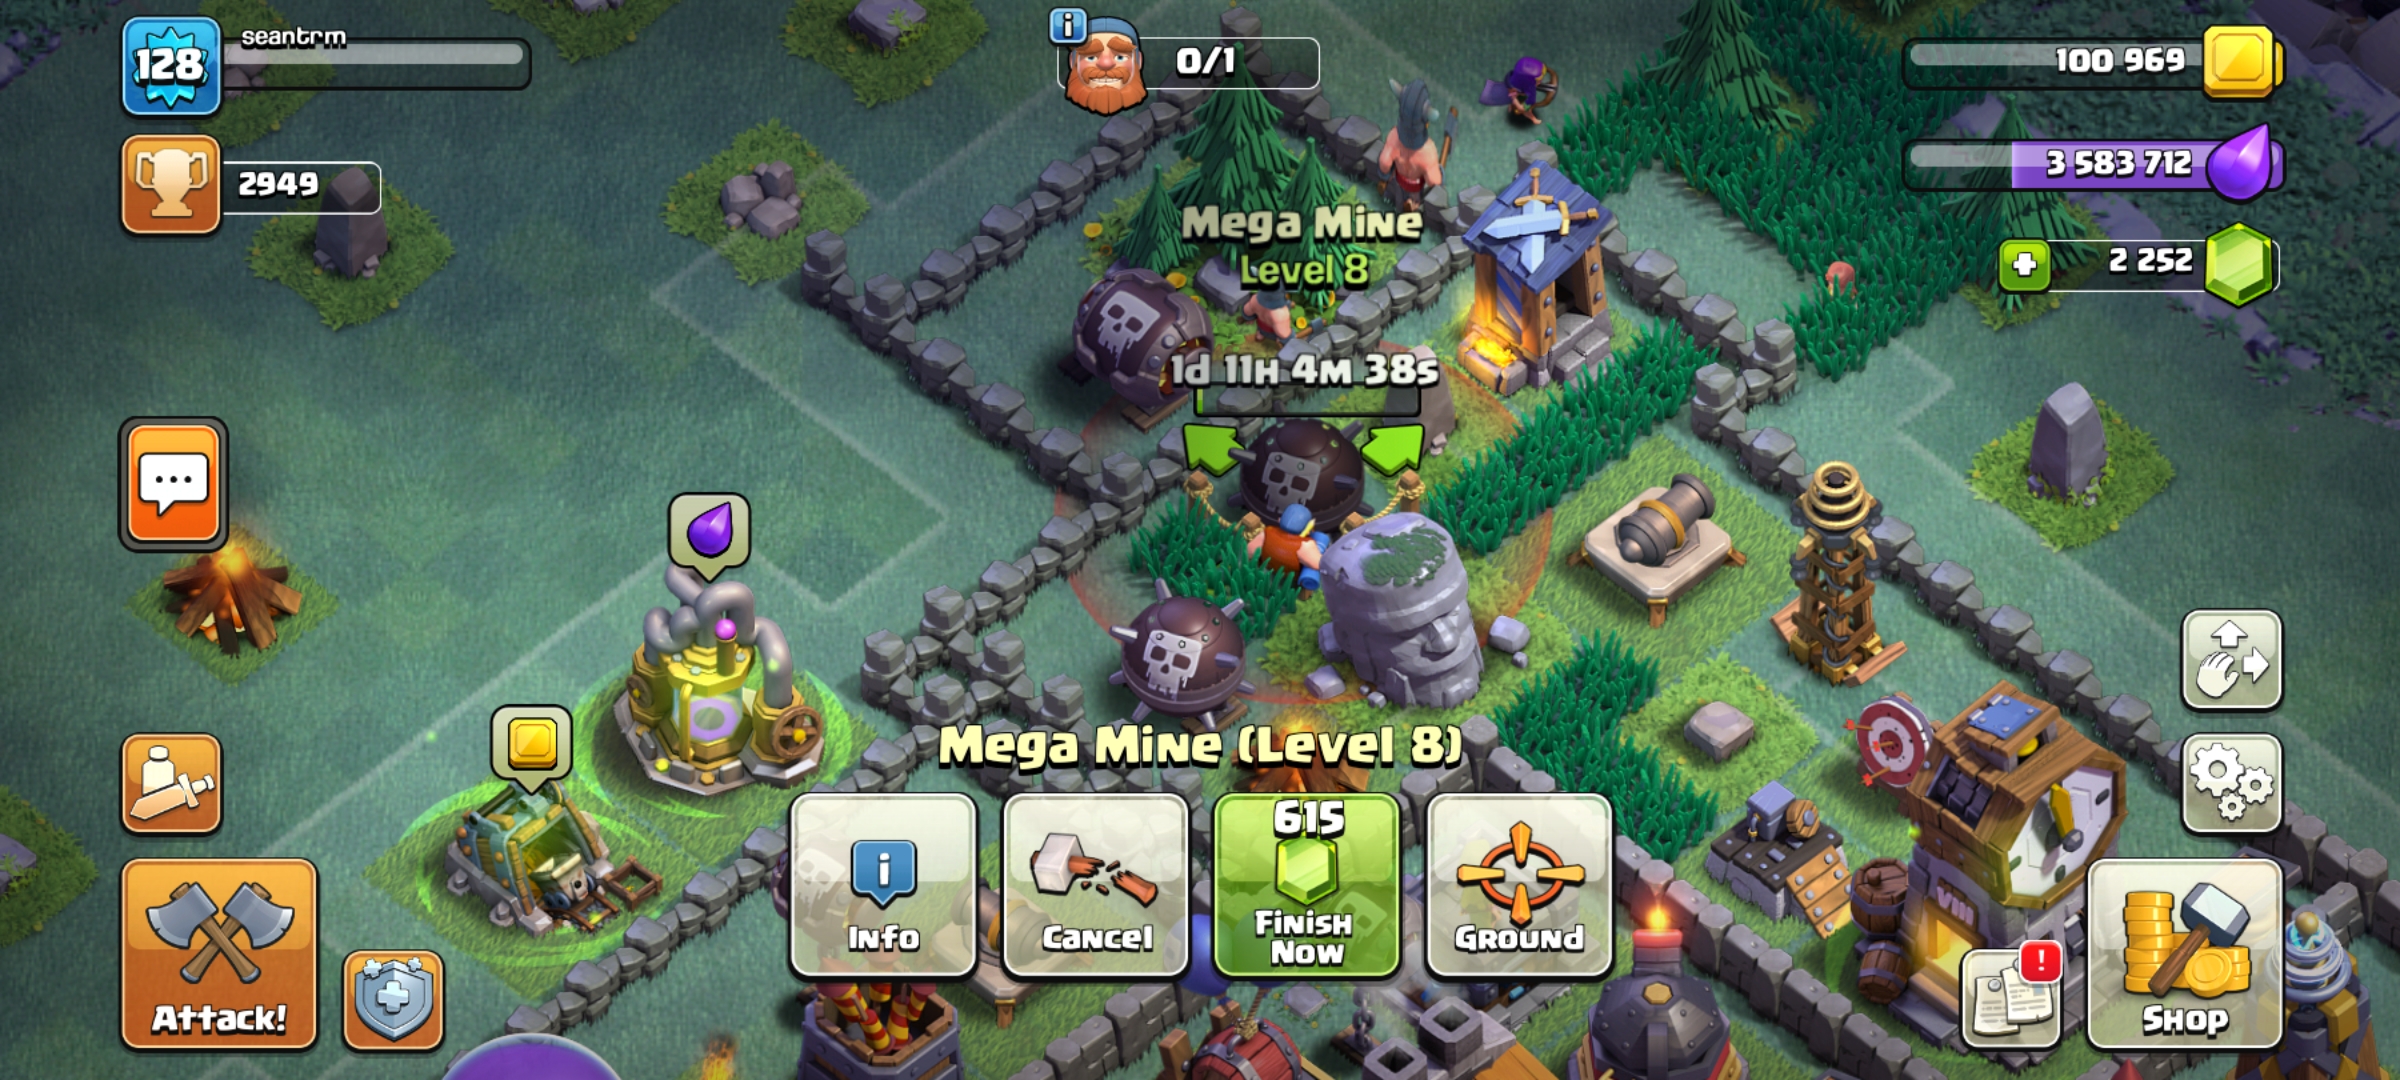 128
seantrm
i
0/1
100 969
2949
3 583 712
2 252
Mega Mine
Level 8
1d 11H 4M 38s
Mega Mine (Level 8)
615
i
Info
Cancel
Finish
Now
Ground
VIII
!
Attack!
Shop